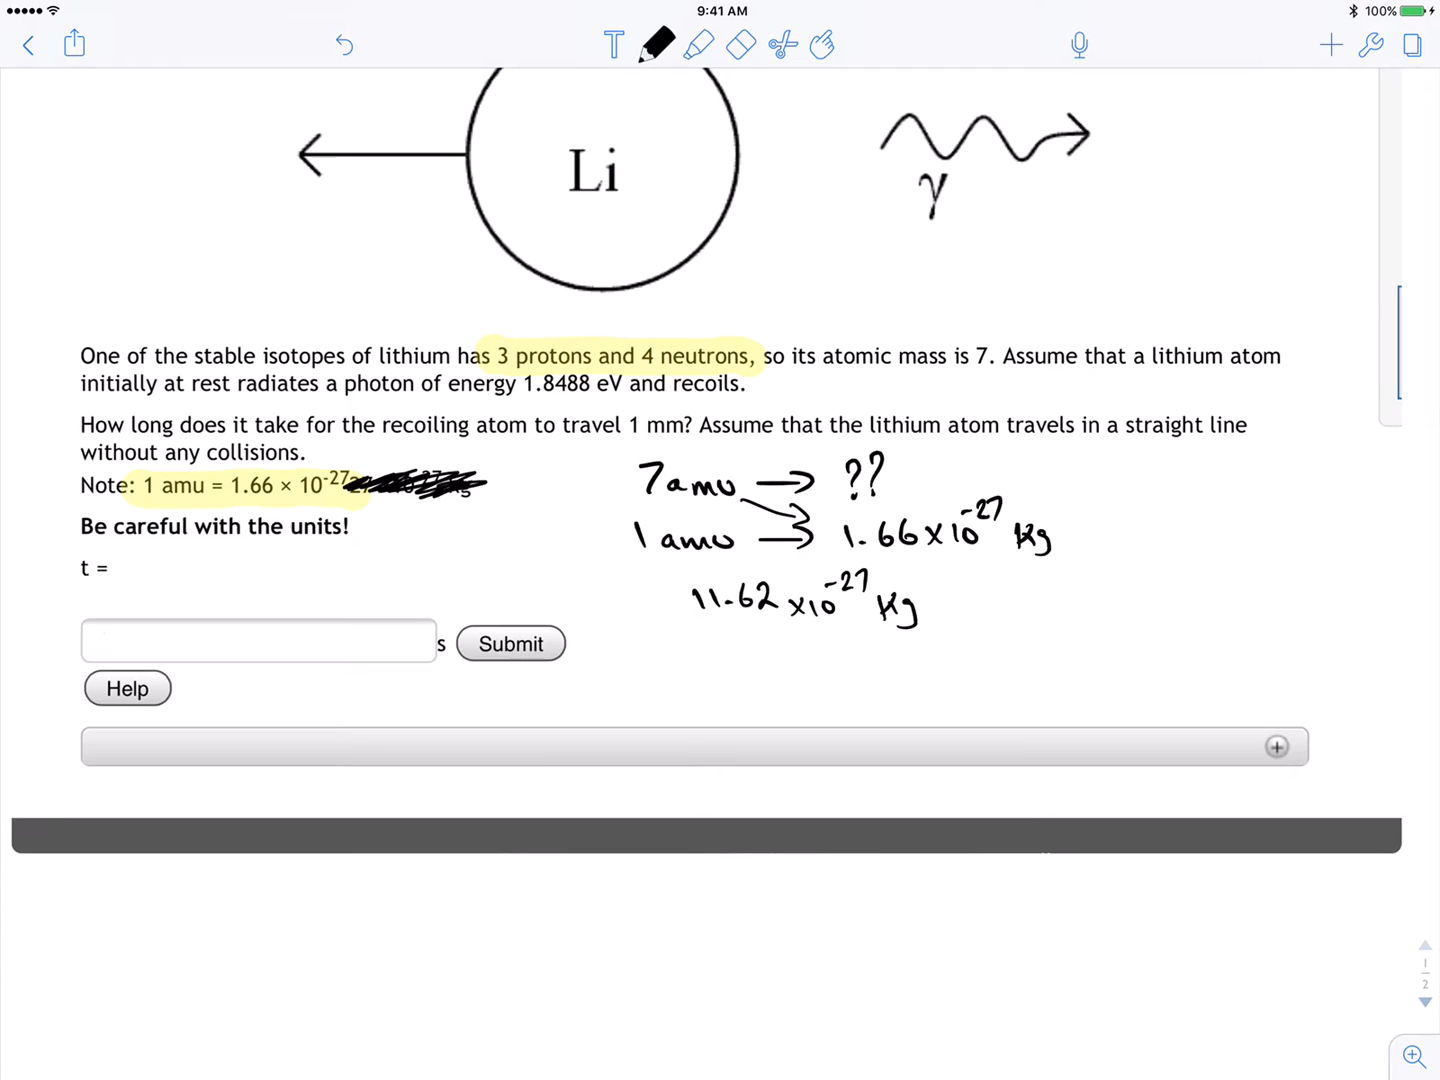 9:41 AM
100%
T
Li
γ
One of the stable isotopes of lithium has 3 protons and 4 neutrons, so its atomic mass is 7. Assume that a lithium atom
initially at rest radiates a photon of energy 1.8488 eV and recoils.
How long does it take for the recoiling atom to travel 1 mm? Assume that the lithium atom travels in a straight line
without any collisions.
Note: 1 amu = 1.66 × 10⁻²⁷
7 amu → ??
1 amu → 1.66 × 10⁻²⁷ Kg
Be careful with the units!
11.62 × 10⁻²⁷ Kg
t =
s Submit
Help
1
2